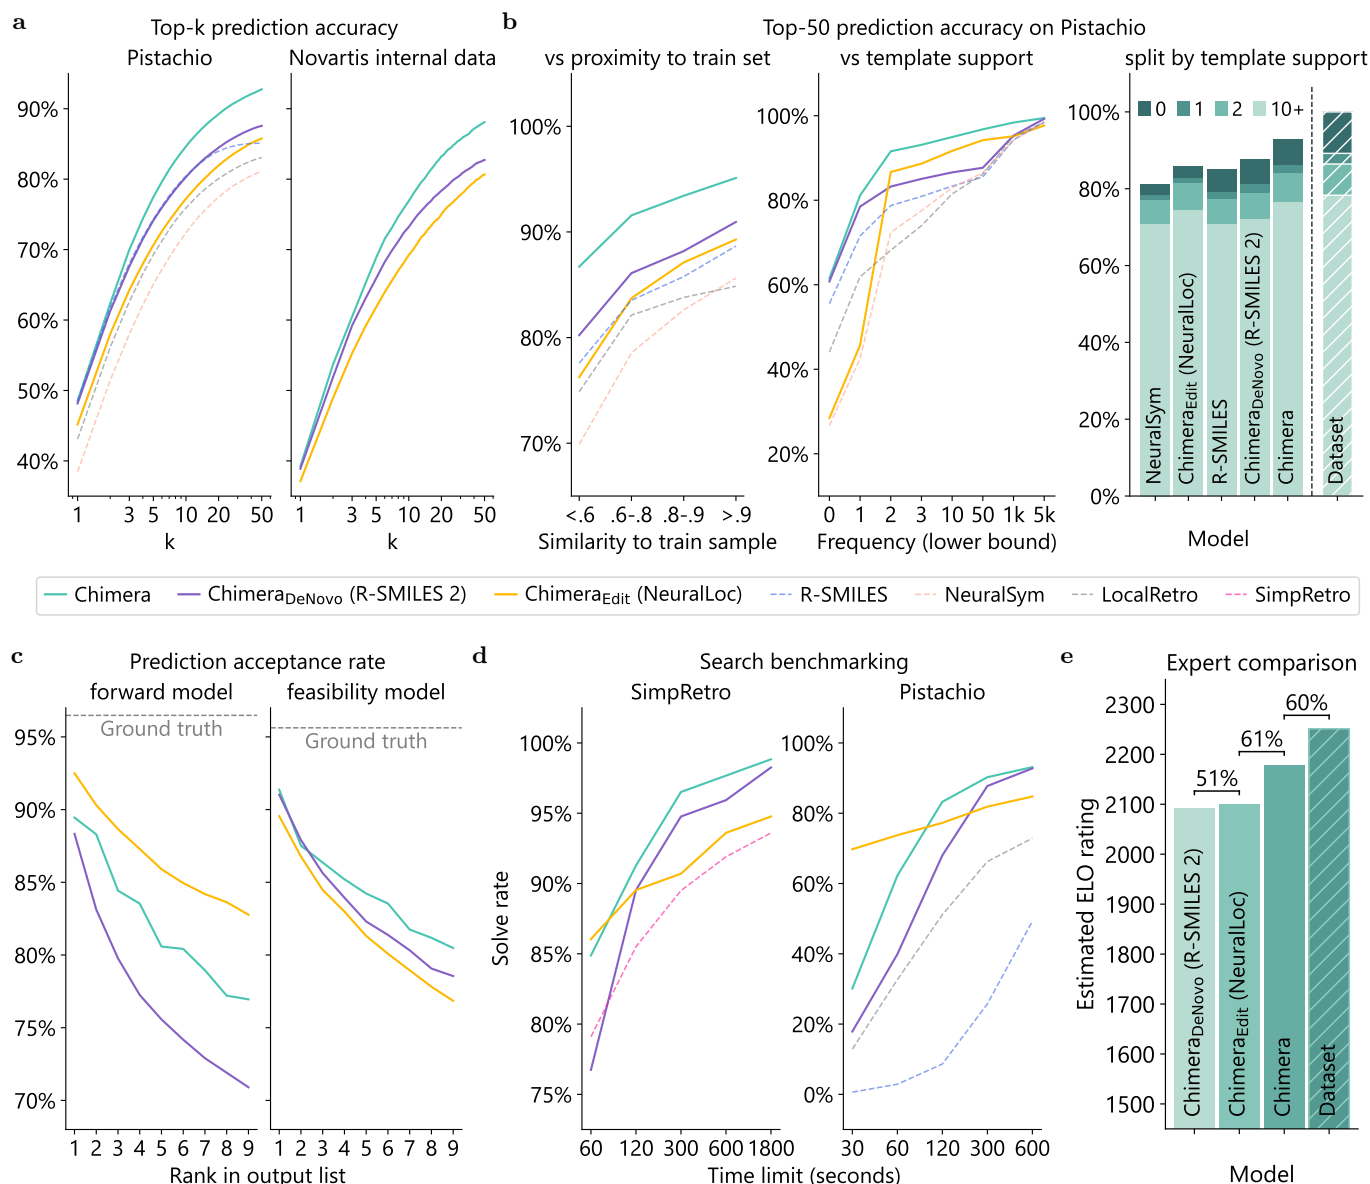 a
Top-k prediction accuracy
Pistachio
Novartis internal data
90%
80%
70%
60%
50%
40%
1 3 5 10 20 50
k
1 3 5 10 20 50
k
b
Top-50 prediction accuracy on Pistachio
vs proximity to train set
100%
90%
80%
70%
<.6 .6-.8 .8-.9 >.9
Similarity to train sample
vs template support
100%
80%
60%
40%
20%
0 1 2 3 10 50 1k 5k
Frequency (lower bound)
split by template support
0 1 2 10+
100%
80%
60%
40%
20%
0%
NeuralSym
ChimeraEdit (NeuralLoc)
R-SMILES
ChimeraDeNovo (R-SMILES 2)
Chimera
Dataset
Model
Chimera ChimeraDeNovo (R-SMILES 2) ChimeraEdit (NeuralLoc) R-SMILES NeuralSym LocalRetro SimpRetro
c
Prediction acceptance rate
forward model
feasibility model
Ground truth
Ground truth
95%
90%
85%
80%
75%
70%
1 2 3 4 5 6 7 8 9
1 2 3 4 5 6 7 8 9
Rank in output list
d
Search benchmarking
SimpRetro
Pistachio
Solve rate
100%
95%
90%
85%
80%
75%
60 120 300 600 1800
100%
80%
60%
40%
20%
0%
30 60 120 300 600
Time limit (seconds)
e
Expert comparison
Estimated ELO rating
2300
2200
2100
2000
1900
1800
1700
1600
1500
51%
61%
60%
ChimeraDeNovo (R-SMILES 2)
ChimeraEdit (NeuralLoc)
Chimera
Dataset
Model